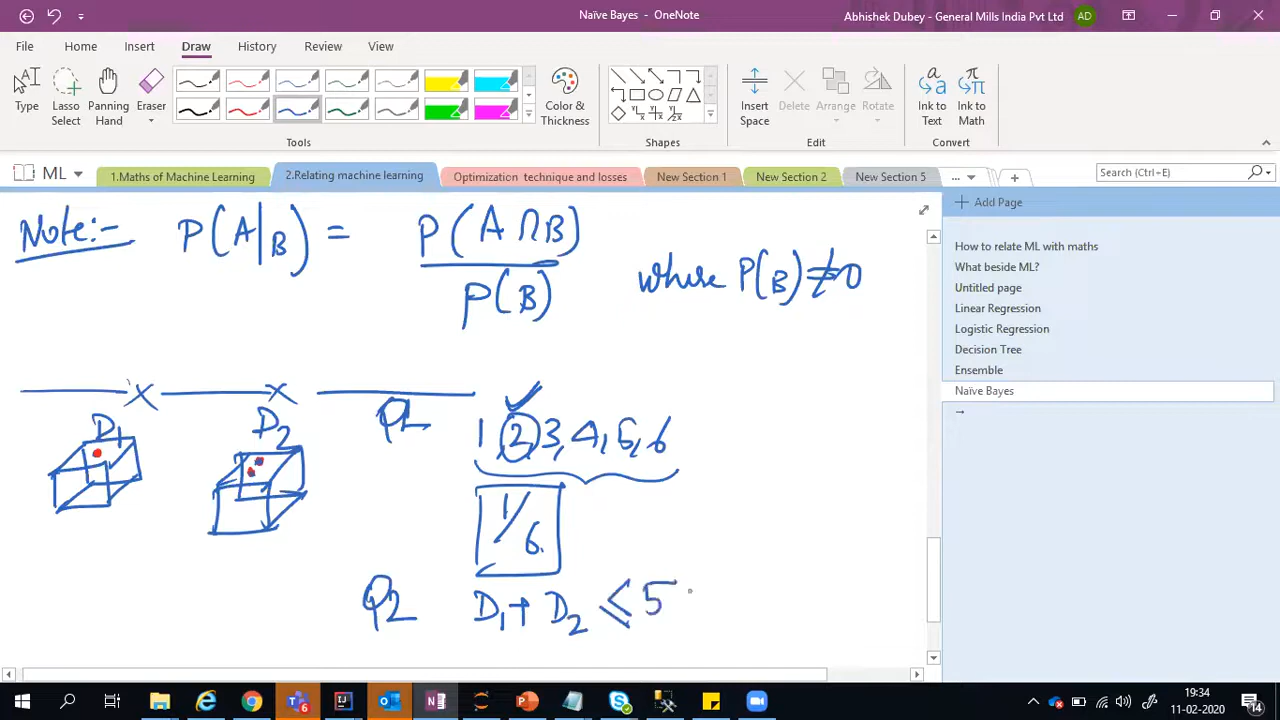 Naïve Bayes - OneNote
Abhishek Dubey - General Mills India Pvt Ltd
AD
File
Home
Insert
Draw
History
Review
View
Type
Lasso Select
Panning Hand
Eraser
Color & Thickness
Insert Space
Delete
Arrange
Rotate
Ink to Text
Ink to Math
Tools
Shapes
Edit
Convert
ML
1.Maths of Machine Learning
2.Relating machine learning
Optimization technique and losses
New Section 1
New Section 2
New Section 5
...
Search (Ctrl+E)
Note:- P(A|B) = P(A∩B) / P(B) where P(B)≠0
D1 D2
1 2, 3, 4, 5, 6
1/6.
D1 + D2 ≤ 5
Add Page
How to relate ML with maths
What beside ML?
Untitled page
Linear Regression
Logistic Regression
Decision Tree
Ensemble
Naïve Bayes
19:34
11-02-2020